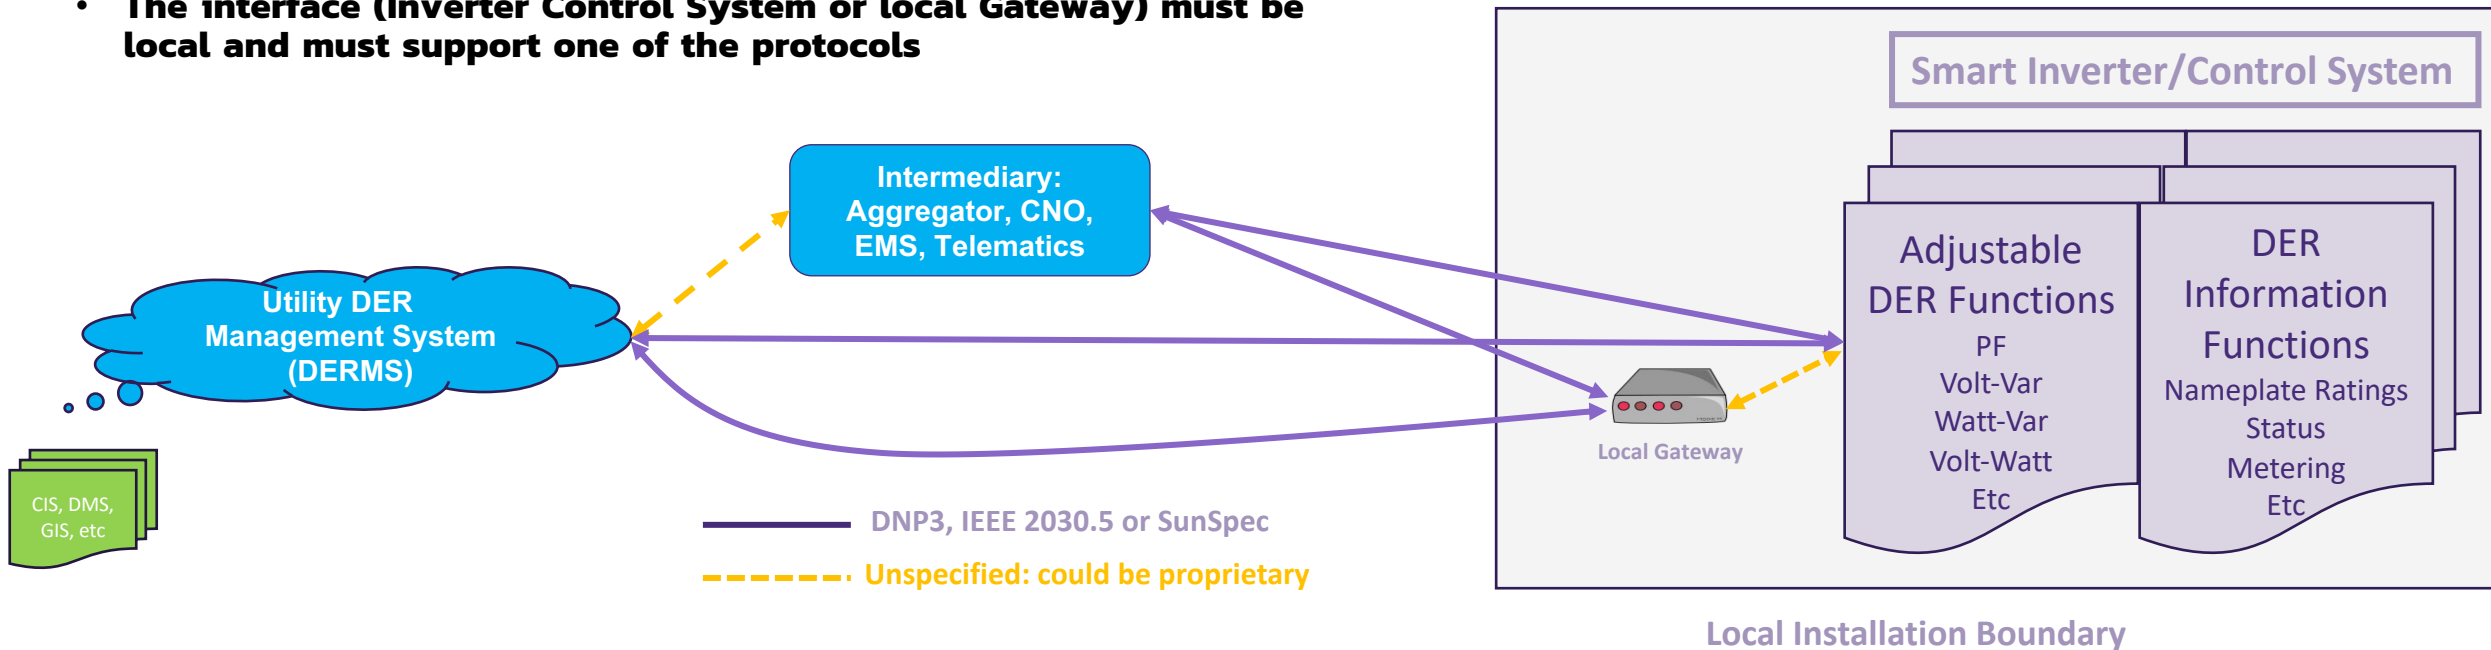 • The interface (Inverter Control System or local Gateway) must be
local and must support one of the protocols
Smart Inverter/Control System
Intermediary:
Aggregator, CNO,
EMS, Telematics
Utility DER
Management System
(DERMS)
Adjustable
DER Functions
PF
Volt-Var
Watt-Var
Volt-Watt
Etc
DER
Information
Functions
Nameplate Ratings
Status
Metering
Etc
Local Gateway
CIS, DMS,
GIS, etc
DNP3, IEEE 2030.5 or SunSpec
Unspecified: could be proprietary
Local Installation Boundary